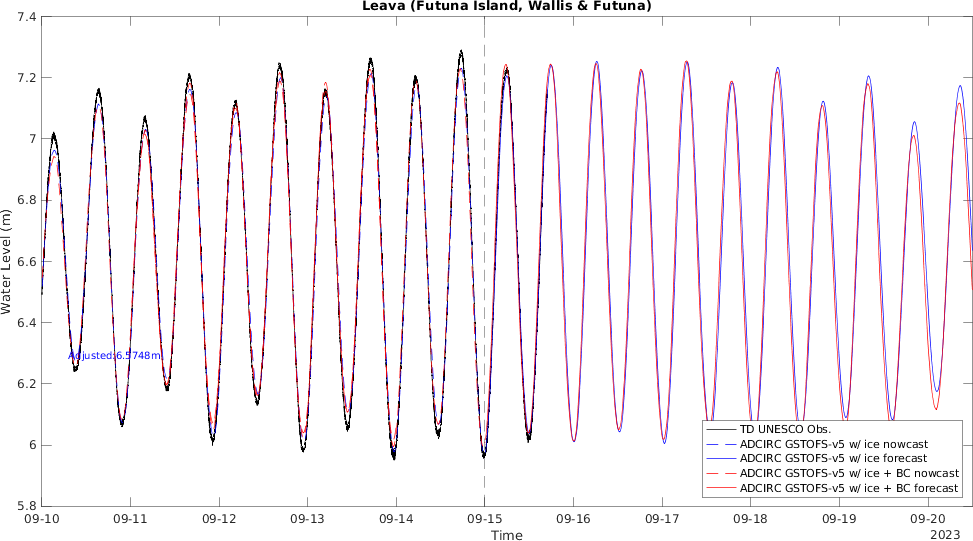 Leava (Futuna Island, Wallis & Futuna)
7.4
7.2
7
6.8
6.6
6.4
6.2
6
5.8
Water Level (m)
Adjusted:6.5748m
TD UNESCO Obs.
ADCIRC GSTOFS-v5 w/ ice nowcast
ADCIRC GSTOFS-v5 w/ ice forecast
ADCIRC GSTOFS-v5 w/ ice + BC nowcast
ADCIRC GSTOFS-v5 w/ ice + BC forecast
09-10 09-11 09-12 09-13 09-14 09-15 09-16 09-17 09-18 09-19 09-20
Time
2023